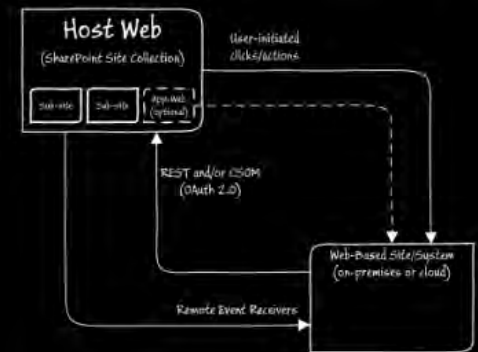 Host Web
(SharePoint Site Collection)
Sub-site
Sub-site
App Web
(optional)
User-initiated
clicks/actions
REST and/or CSOM
(OAuth 2.0)
Web-Based Site/System
(on-premises or cloud)
Remote Event Receivers